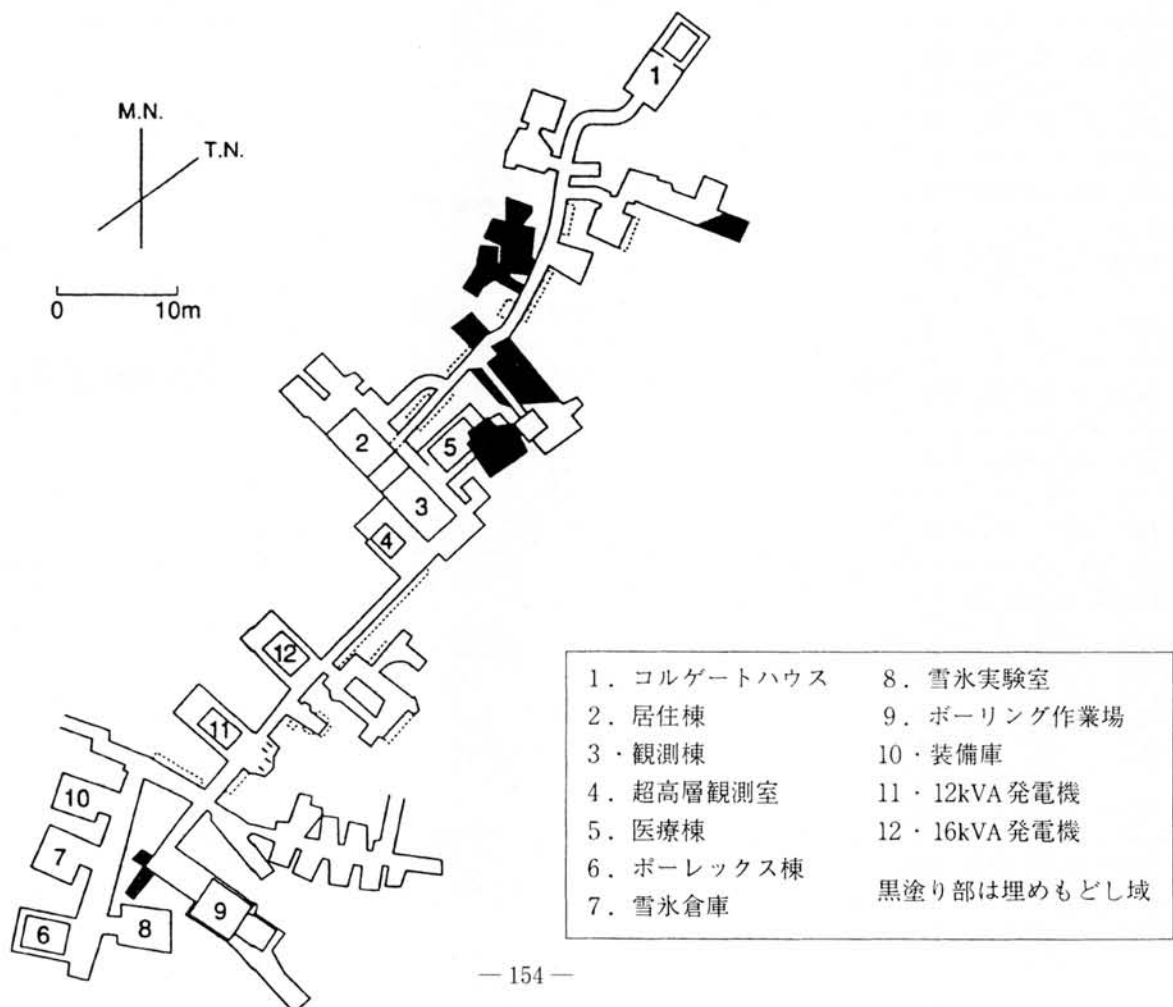 M.N.
T.N.
0 10m
1
2
5
3
4
12
11
10
7
9
6
8
1．コルゲートハウス
2．居住棟
3・観測棟
4．超高層観測室
5．医療棟
6．ポーレックス棟
7．雪氷倉庫
8．雪氷実験室
9．ボーリング作業場
10・装備庫
11・12kVA発電機
12・16kVA発電機
黒塗り部は埋めもどし域
— 154 —